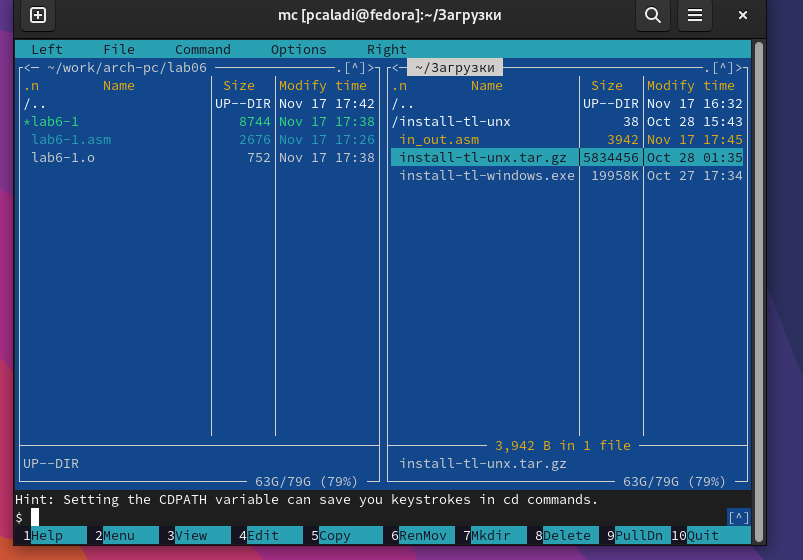 mc [pcaladi@fedora]:~/Загрузки
Left File Command Options Right
<— ~/work/arch-pc/lab06 .[^]>
.n Name Size Modify time
/.. UP--DIR Nov 17 17:42
*lab6-1 8744 Nov 17 17:38
lab6-1.asm 2676 Nov 17 17:26
lab6-1.o 752 Nov 17 17:38
UP--DIR
63G/79G (79%)
<— ~/Загрузки .[^]>
.n Name Size Modify time
/.. UP--DIR Nov 17 16:32
/install-tl-unx 38 Oct 28 15:43
in_out.asm 3942 Nov 17 17:45
install-tl-unx.tar.gz 5834456 Oct 28 01:35
install-tl-windows.exe 19958K Oct 27 17:34
3,942 B in 1 file
install-tl-unx.tar.gz
63G/79G (79%)
Hint: Setting the CDPATH variable can save you keystrokes in cd commands.
$ [^]
1Help 2Menu 3View 4Edit 5Copy 6RenMov 7Mkdir 8Delete 9PullDn 10Quit